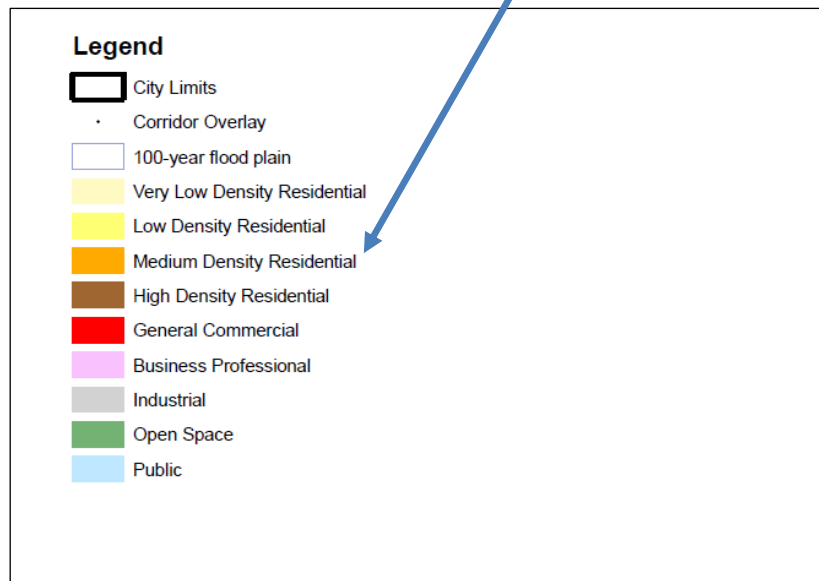 Legend
City Limits
Corridor Overlay
100-year flood plain
Very Low Density Residential
Low Density Residential
Medium Density Residential
High Density Residential
General Commercial
Business Professional
Industrial
Open Space
Public